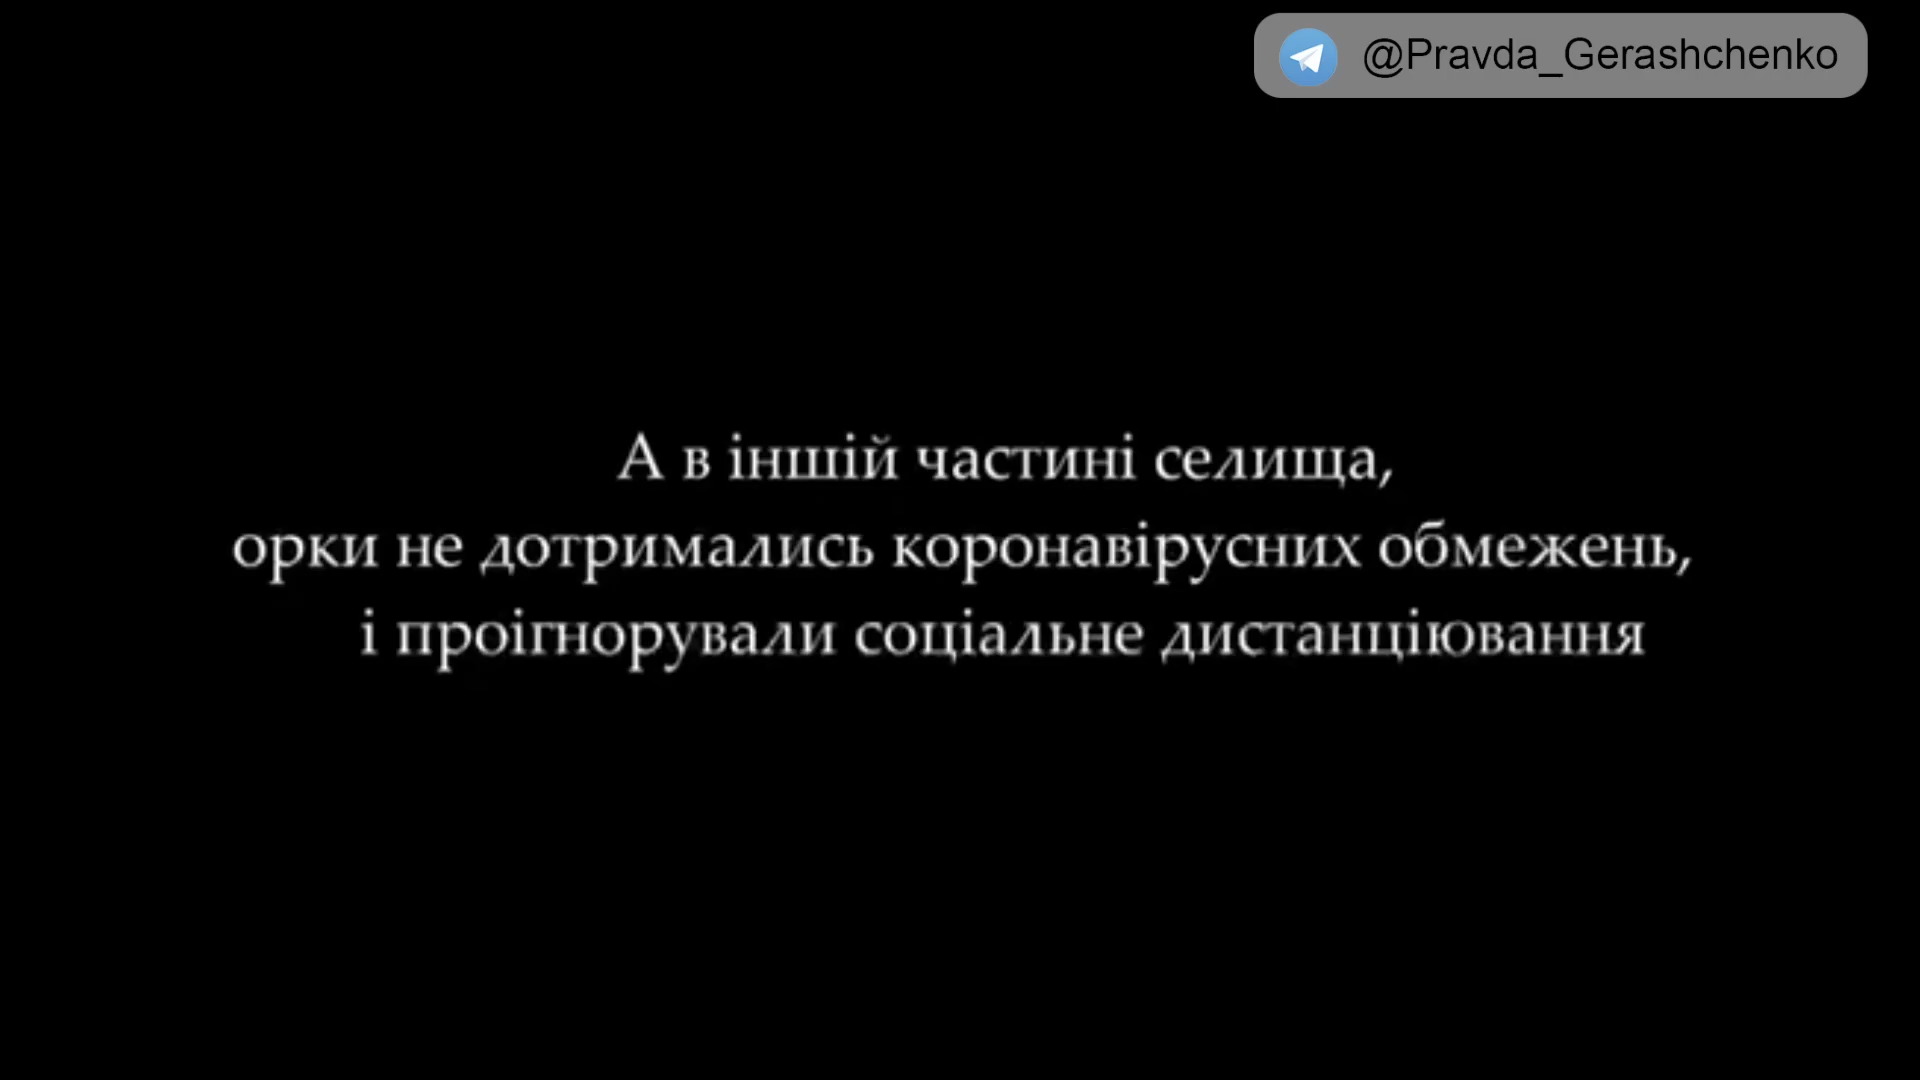 @Pravda_Gerashchenko
А в іншій частині селища,
орки не дотримались коронавірусних обмежень,
і проігнорували соціальне дистанціювання